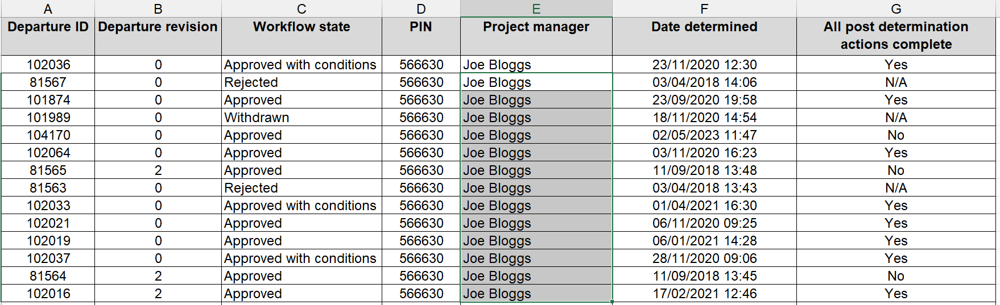 A B C D E F G
Departure ID Departure revision Workflow state PIN Project manager Date determined All post determination
actions complete
102036 0 Approved with conditions 566630 Joe Bloggs 23/11/2020 12:30 Yes
81567 0 Rejected 566630 Joe Bloggs 03/04/2018 14:06 N/A
101874 0 Approved 566630 Joe Bloggs 23/09/2020 19:58 Yes
101989 0 Withdrawn 566630 Joe Bloggs 18/11/2020 14:54 N/A
104170 0 Approved 566630 Joe Bloggs 02/05/2023 11:47 No
102064 0 Approved 566630 Joe Bloggs 03/11/2020 16:23 Yes
81565 2 Approved 566630 Joe Bloggs 11/09/2018 13:48 No
81563 0 Rejected 566630 Joe Bloggs 03/04/2018 13:43 N/A
102033 0 Approved with conditions 566630 Joe Bloggs 01/04/2021 16:30 Yes
102021 0 Approved 566630 Joe Bloggs 06/11/2020 09:25 Yes
102019 0 Approved 566630 Joe Bloggs 06/01/2021 14:28 Yes
102037 0 Approved with conditions 566630 Joe Bloggs 28/11/2020 09:06 Yes
81564 2 Approved 566630 Joe Bloggs 11/09/2018 13:45 No
102016 2 Approved 566630 Joe Bloggs 17/02/2021 12:46 Yes